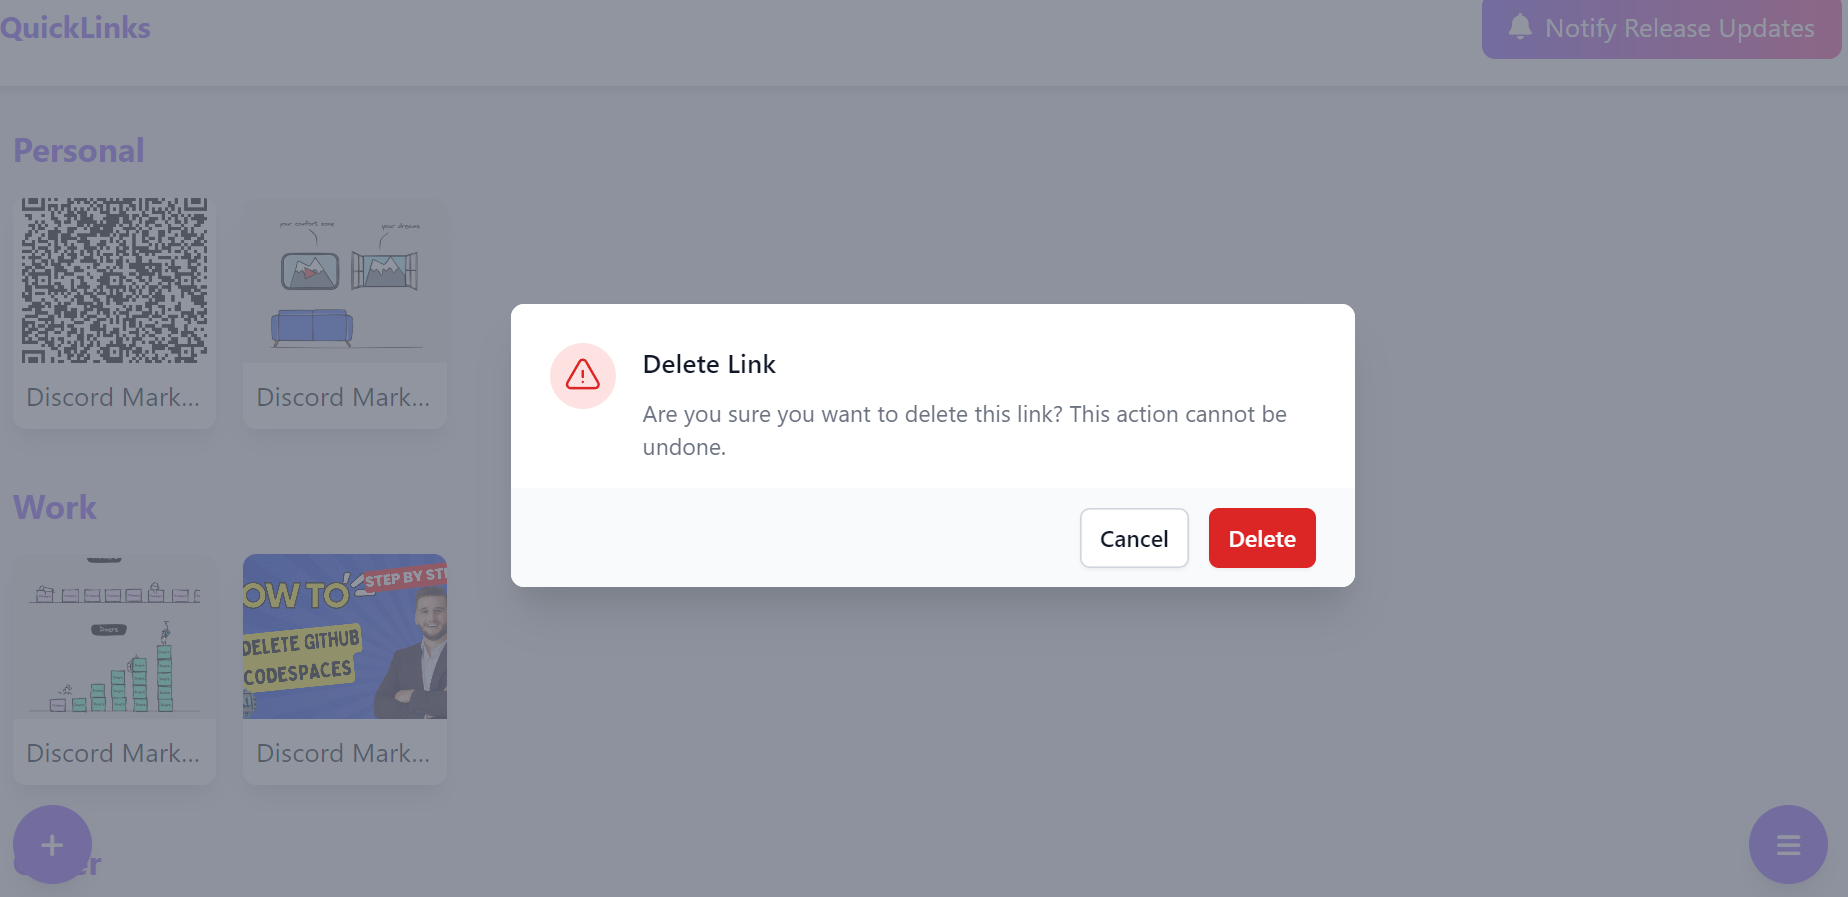 QuickLinks
Notify Release Updates
Personal
your comfort zone
your dreams
Discord Mark...
Discord Mark...
Delete Link
Are you sure you want to delete this link? This action cannot be
undone.
Cancel
Delete
Work
OW TO
STEP BY STE
DELETE GITHUB
CODESPACES
Discord Mark...
Discord Mark...